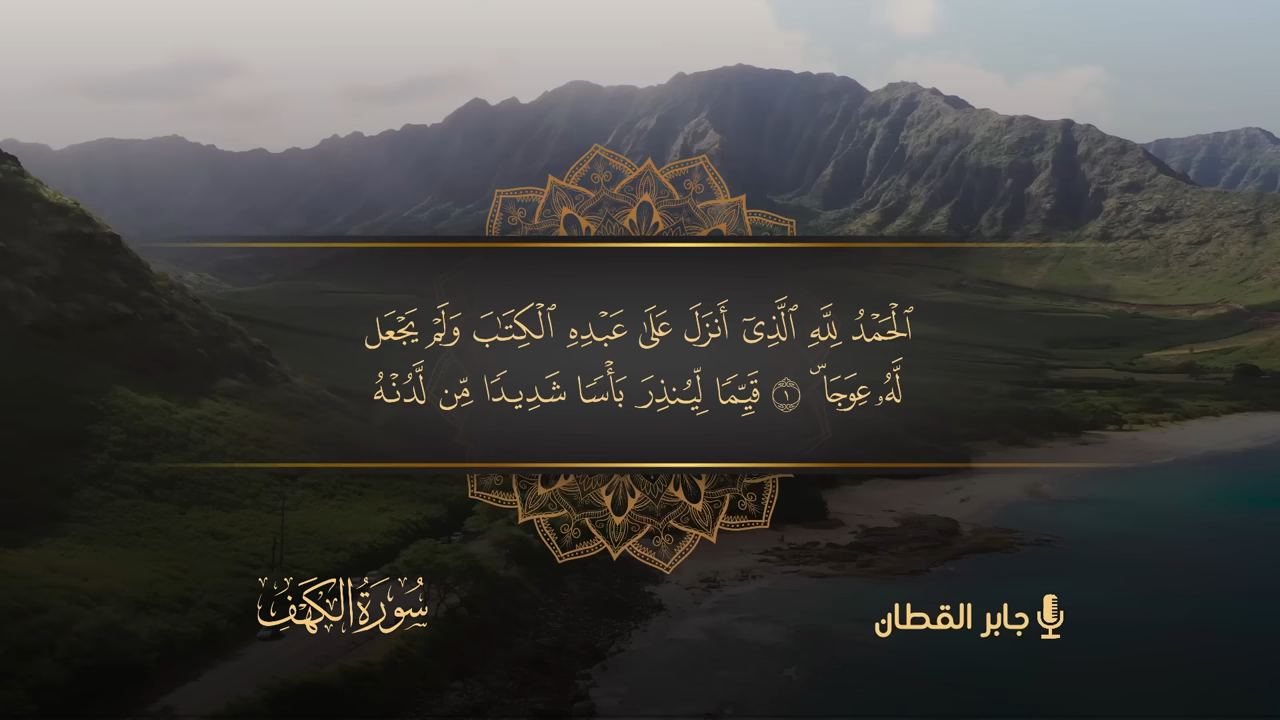 ٱلْحَمْدُ لِلَّهِ ٱلَّذِىٓ أَنزَلَ عَلَىٰ عَبْدِهِ ٱلْكِتَـٰبَ وَلَمْ يَجْعَل
لَّهُۥ عِوَجَا ۜ ١ قَيِّمًا لِّيُنذِرَ بَأْسًا شَدِيدًا مِّن لَّدُنْهُ
جابر القطان
سُورَةُ الكَهْفِ